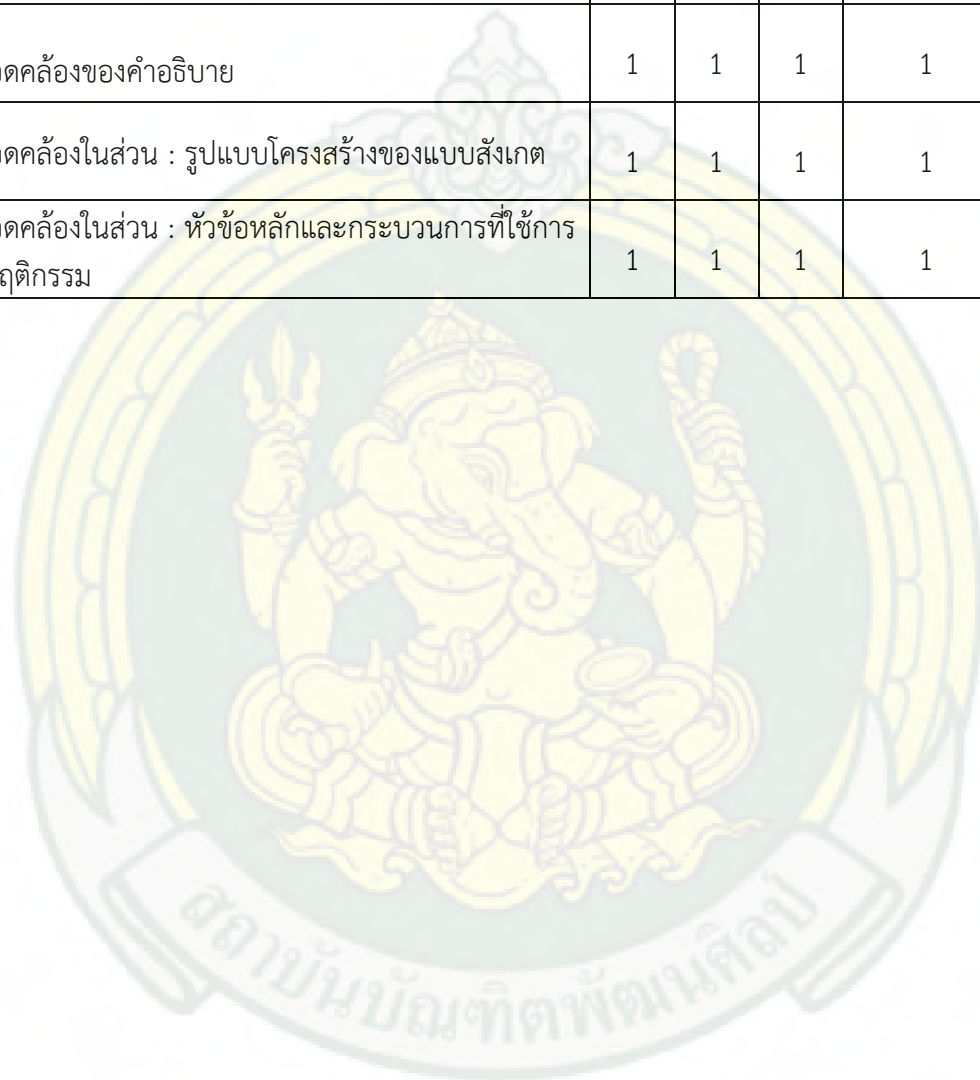 อดคล้องของคำอธิบาย 1 1 1 1
อดคล้องในส่วน : รูปแบบโครงสร้างของแบบสังเกต 1 1 1 1
อดคล้องในส่วน : หัวข้อหลักและกระบวนการที่ใช้การ
ฤติกรรม 1 1 1 1
สถาบันบัณฑิตพัฒนศิลป์